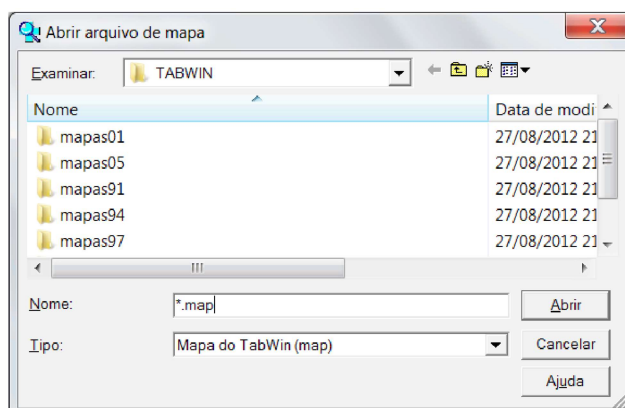 Abrir arquivo de mapa
Examinar: TABWIN
Nome Data de modi
mapas01 27/08/2012 21
mapas05 27/08/2012 21
mapas91 27/08/2012 21
mapas94 27/08/2012 21
mapas97 27/08/2012 21
Nome: *.map Abrir
Tipo: Mapa do TabWin (map) Cancelar
Ajuda